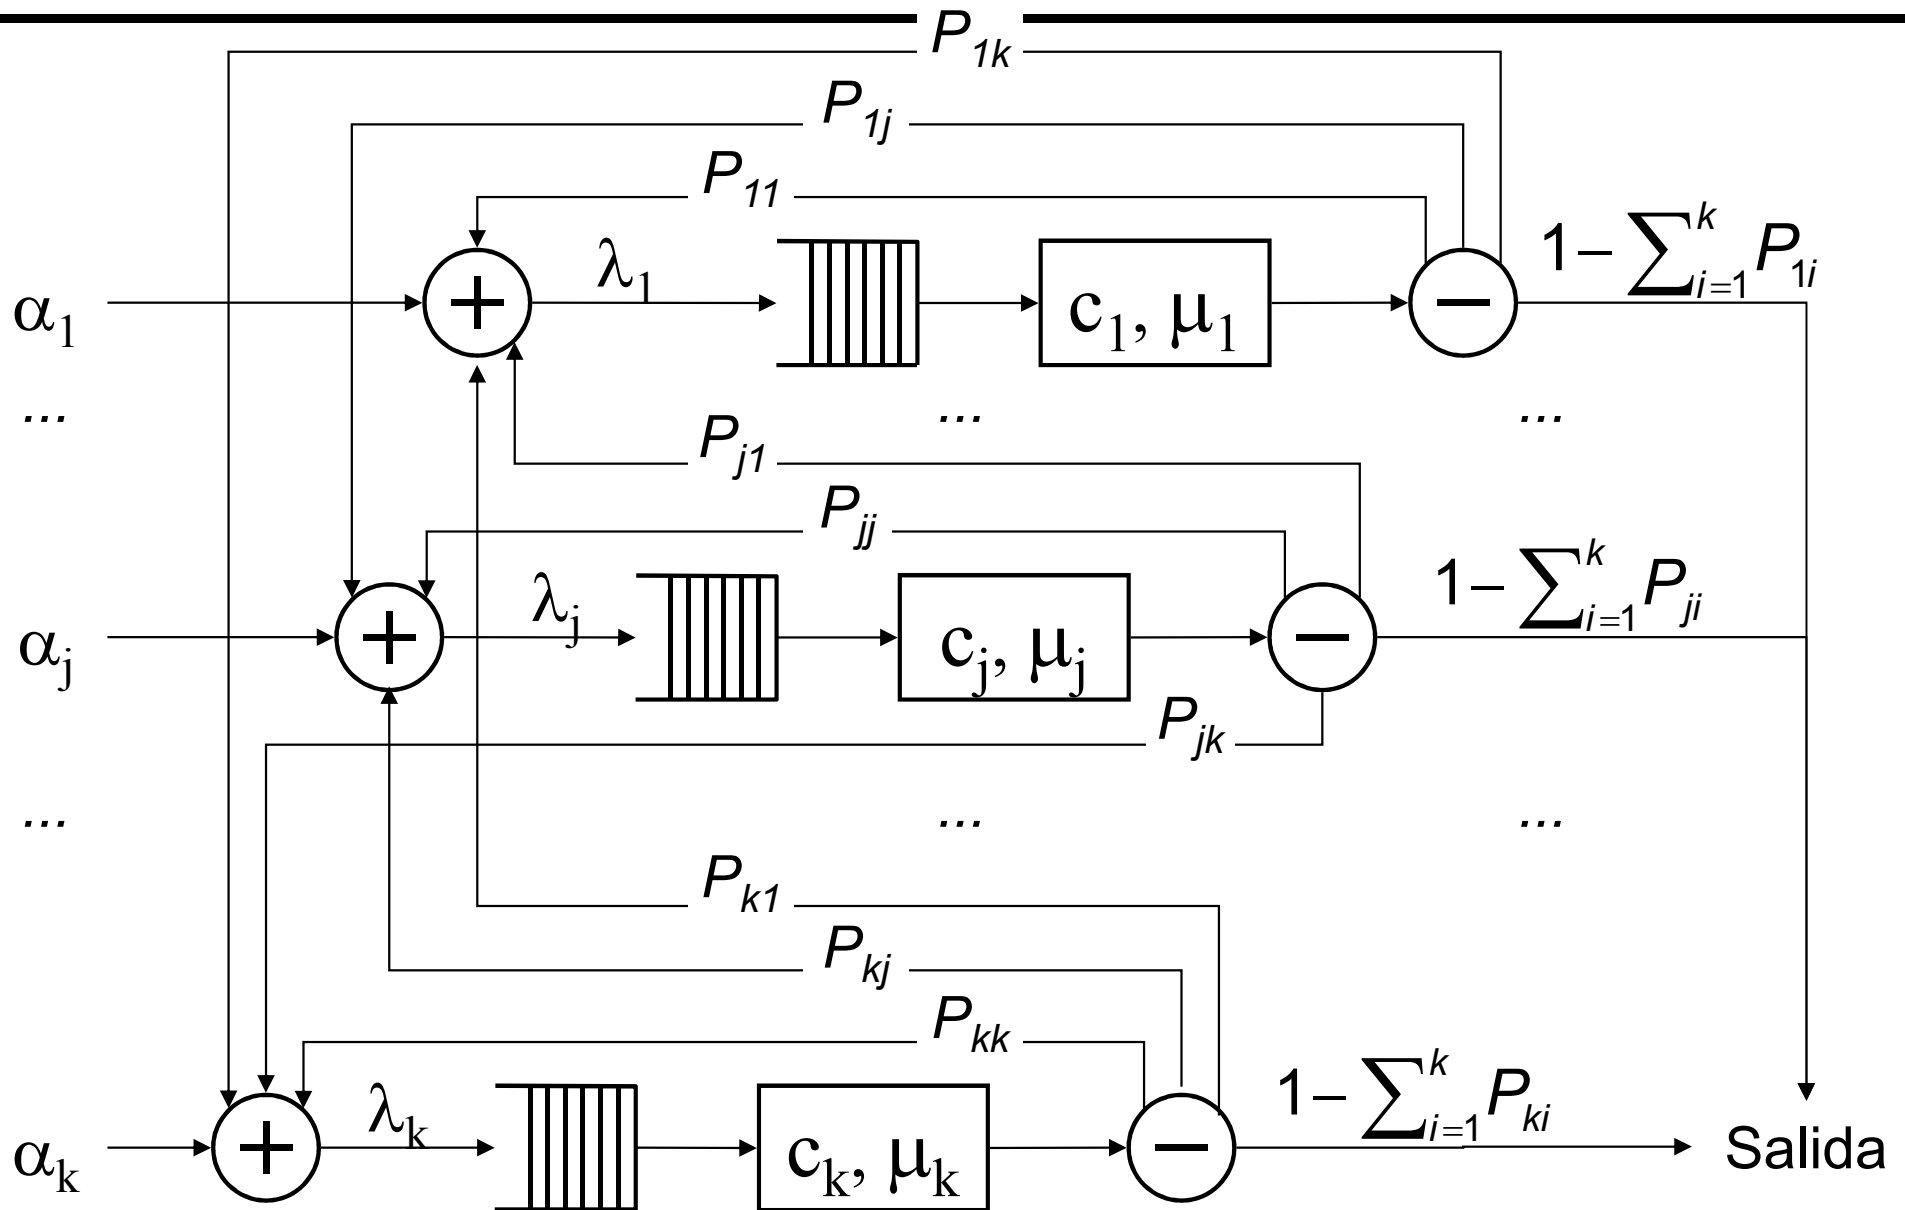 P₁ₖ
P₁ⱼ
P₁₁
α₁ + λ₁ c₁, μ₁ − 1−∑ᵢ₌₁ᵏ P₁ᵢ
... ... ...
Pⱼ₁
Pⱼⱼ
αⱼ + λⱼ cⱼ, μⱼ − 1−∑ᵢ₌₁ᵏ Pⱼᵢ
Pⱼₖ
... ... ...
Pₖ₁
Pₖⱼ
Pₖₖ
αₖ + λₖ cₖ, μₖ − 1−∑ᵢ₌₁ᵏ Pₖᵢ Salida